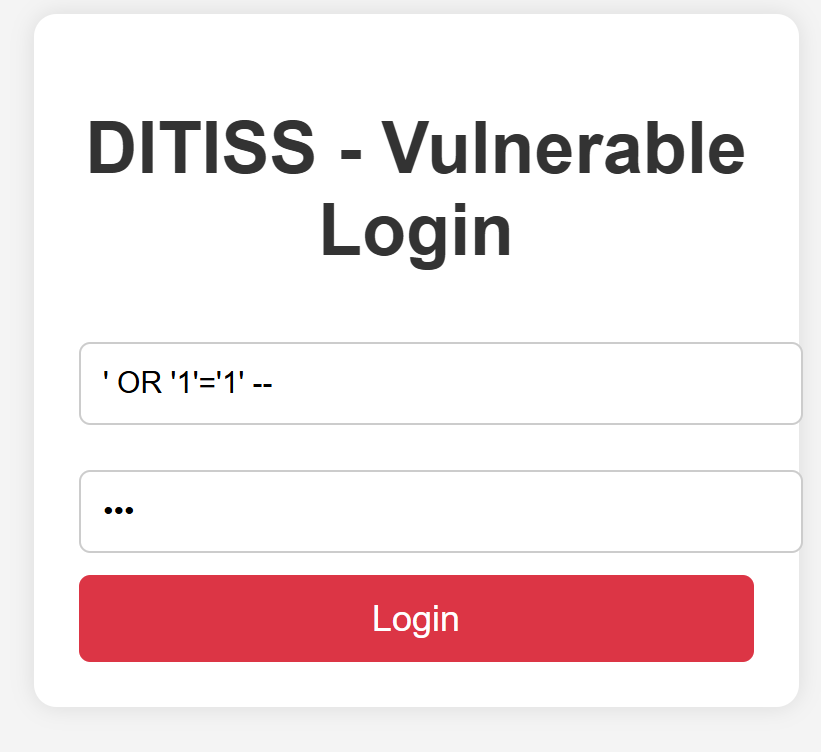 DITISS - Vulnerable
Login
' OR '1'='1' --
•••
Login